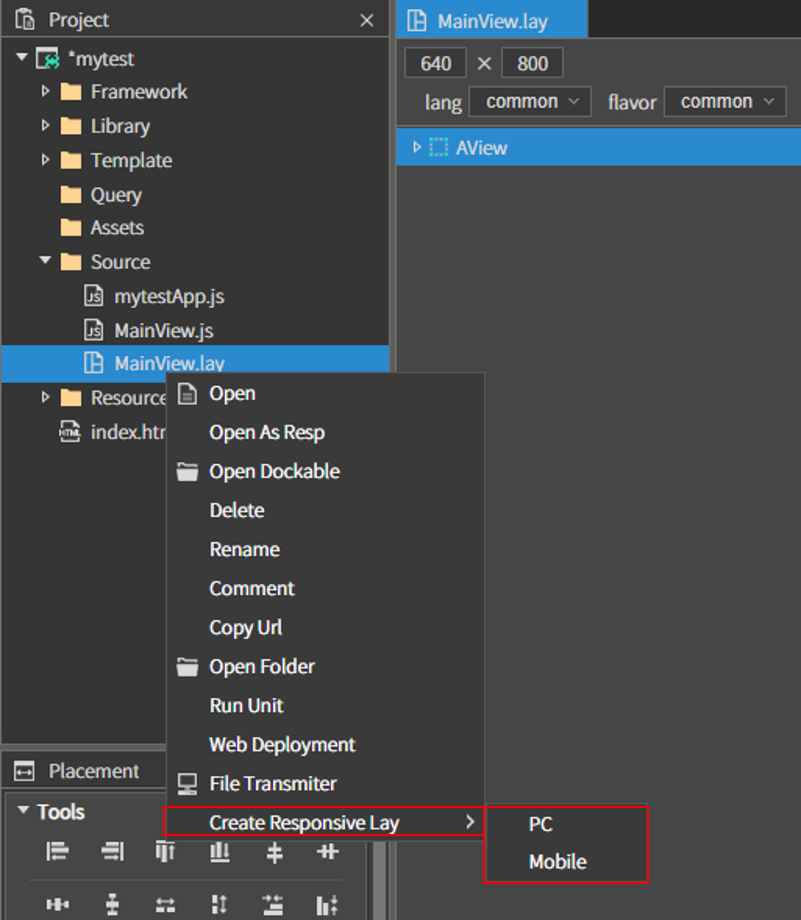 Project
*mytest
Framework
Library
Template
Query
Assets
Source
mytestApp.js
MainView.js
MainView.lay
Resource
index.htm
MainView.lay
640 × 800
lang common flavor common
AView
Open
Open As Resp
Open Dockable
Delete
Rename
Comment
Copy Url
Open Folder
Run Unit
Web Deployment
File Transmiter
Create Responsive Lay
PC
Mobile
Placement
Tools